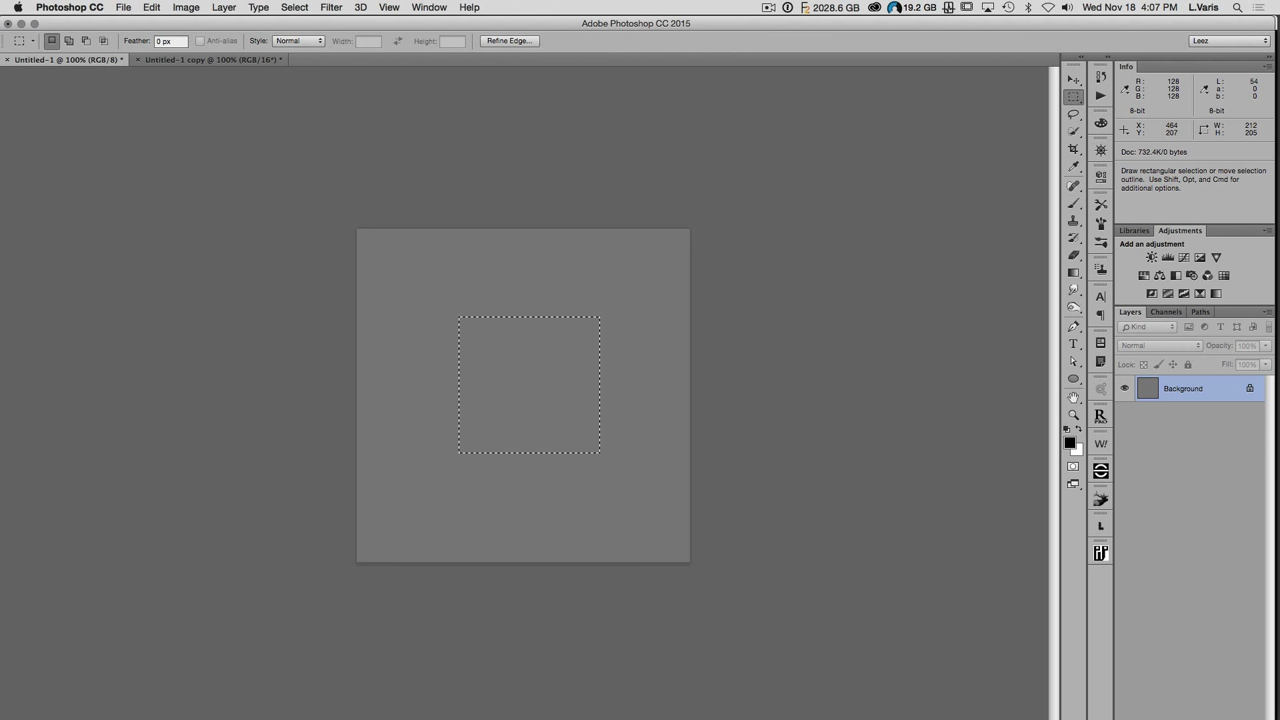 Photoshop CC File Edit Image Layer Type Select Filter 3D View Window Help 2028.6 GB 19.2 GB Wed Nov 18 4:07 PM L.Varis
Adobe Photoshop CC 2015
Feather: 0 px Anti-alias Style: Normal Width: Height: Refine Edge... Leez
× Untitled-1 @ 100% (RGB/8) * × Untitled-1 copy @ 100% (RGB/16*) *
Info
R: 128 L: 54
G: 128 a: 0
B: 128 b: 0
8-bit 8-bit
X: 464 W: 212
Y: 207 H: 205
Doc: 732.4K/0 bytes
Draw rectangular selection or move selection
outline. Use Shift, Opt, and Cmd for
additional options.
Libraries Adjustments
Add an adjustment
Layers Channels Paths
Kind
Normal Opacity: 100%
Lock: Fill: 100%
Background